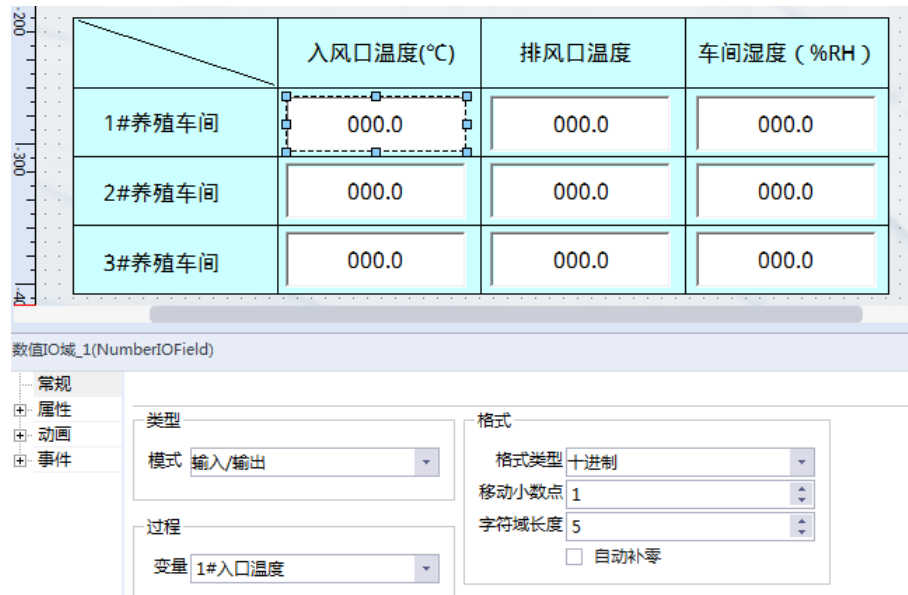 -200
入风口温度(℃) 排风口温度 车间湿度（%RH）
1#养殖车间 000.0 000.0 000.0
-300
2#养殖车间 000.0 000.0 000.0
3#养殖车间 000.0 000.0 000.0
数值IO域_1(NumberIOField)
常规
属性
动画
事件
类型
模式 输入/输出
过程
变量 1#入口温度
格式
格式类型 十进制
移动小数点 1
字符域长度 5
自动补零